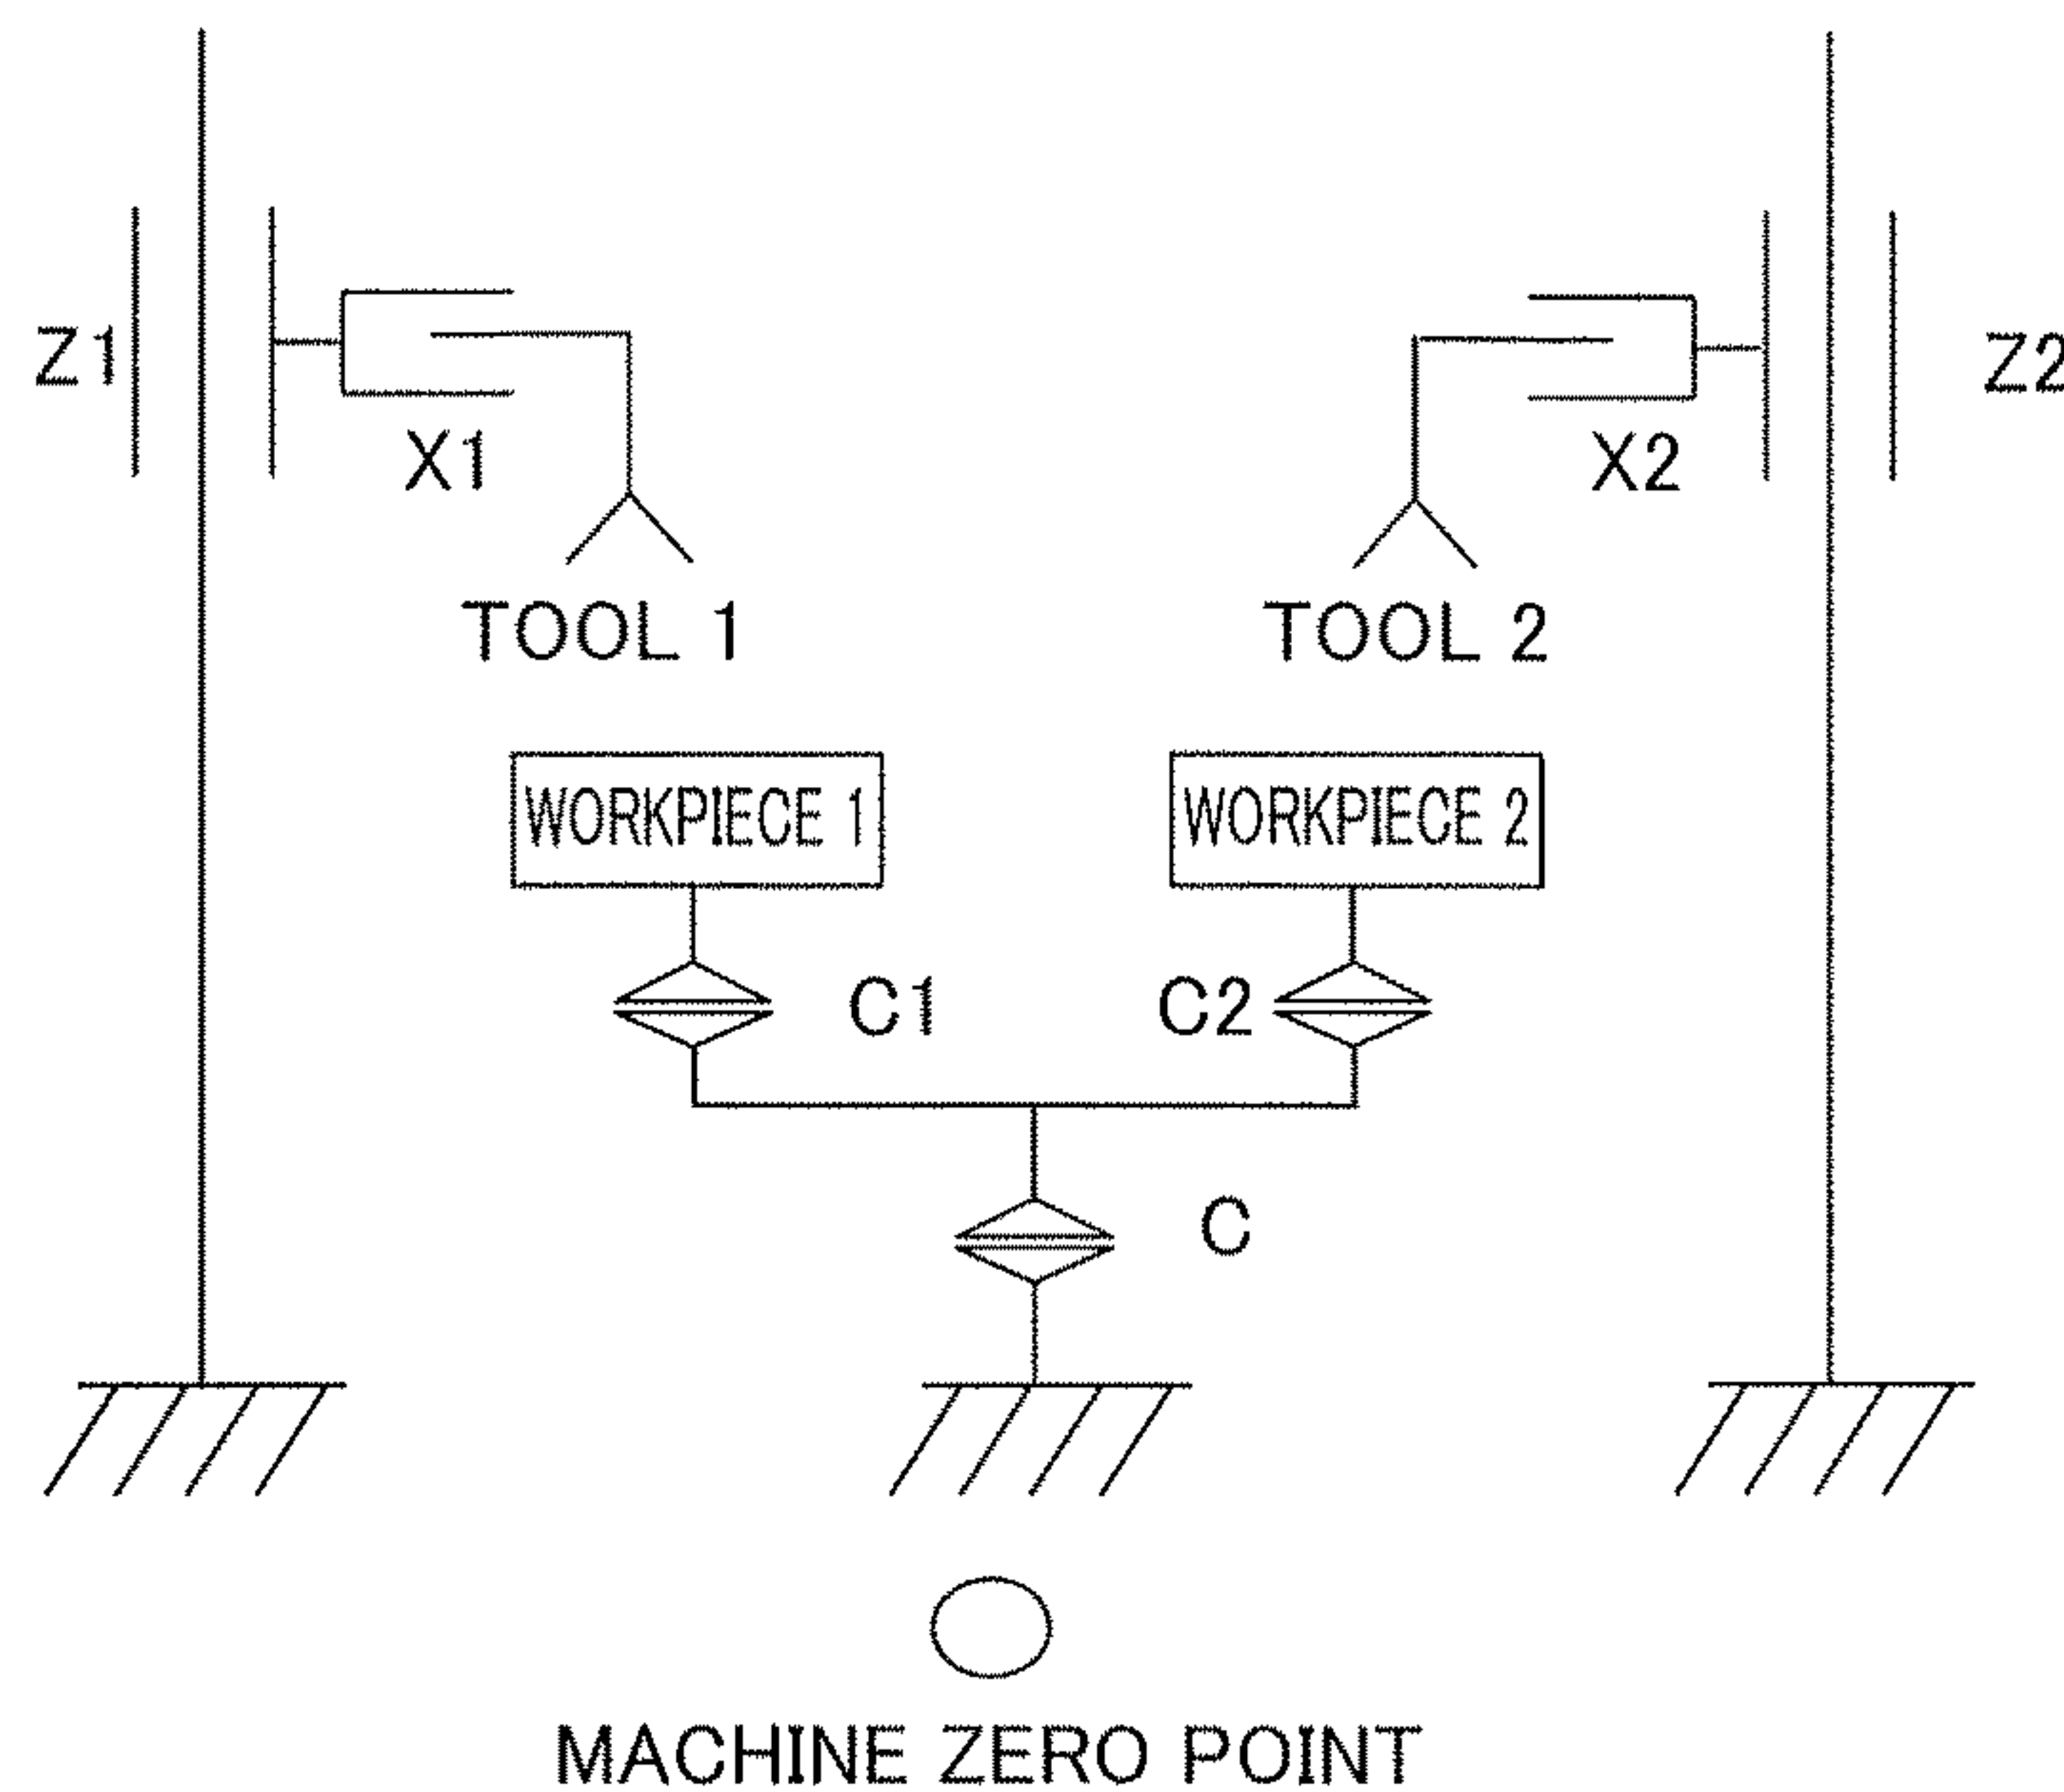 Z1
X1
X2
Z2
TOOL 1
TOOL 2
WORKPIECE 1
WORKPIECE 2
C1
C2
C
MACHINE ZERO POINT